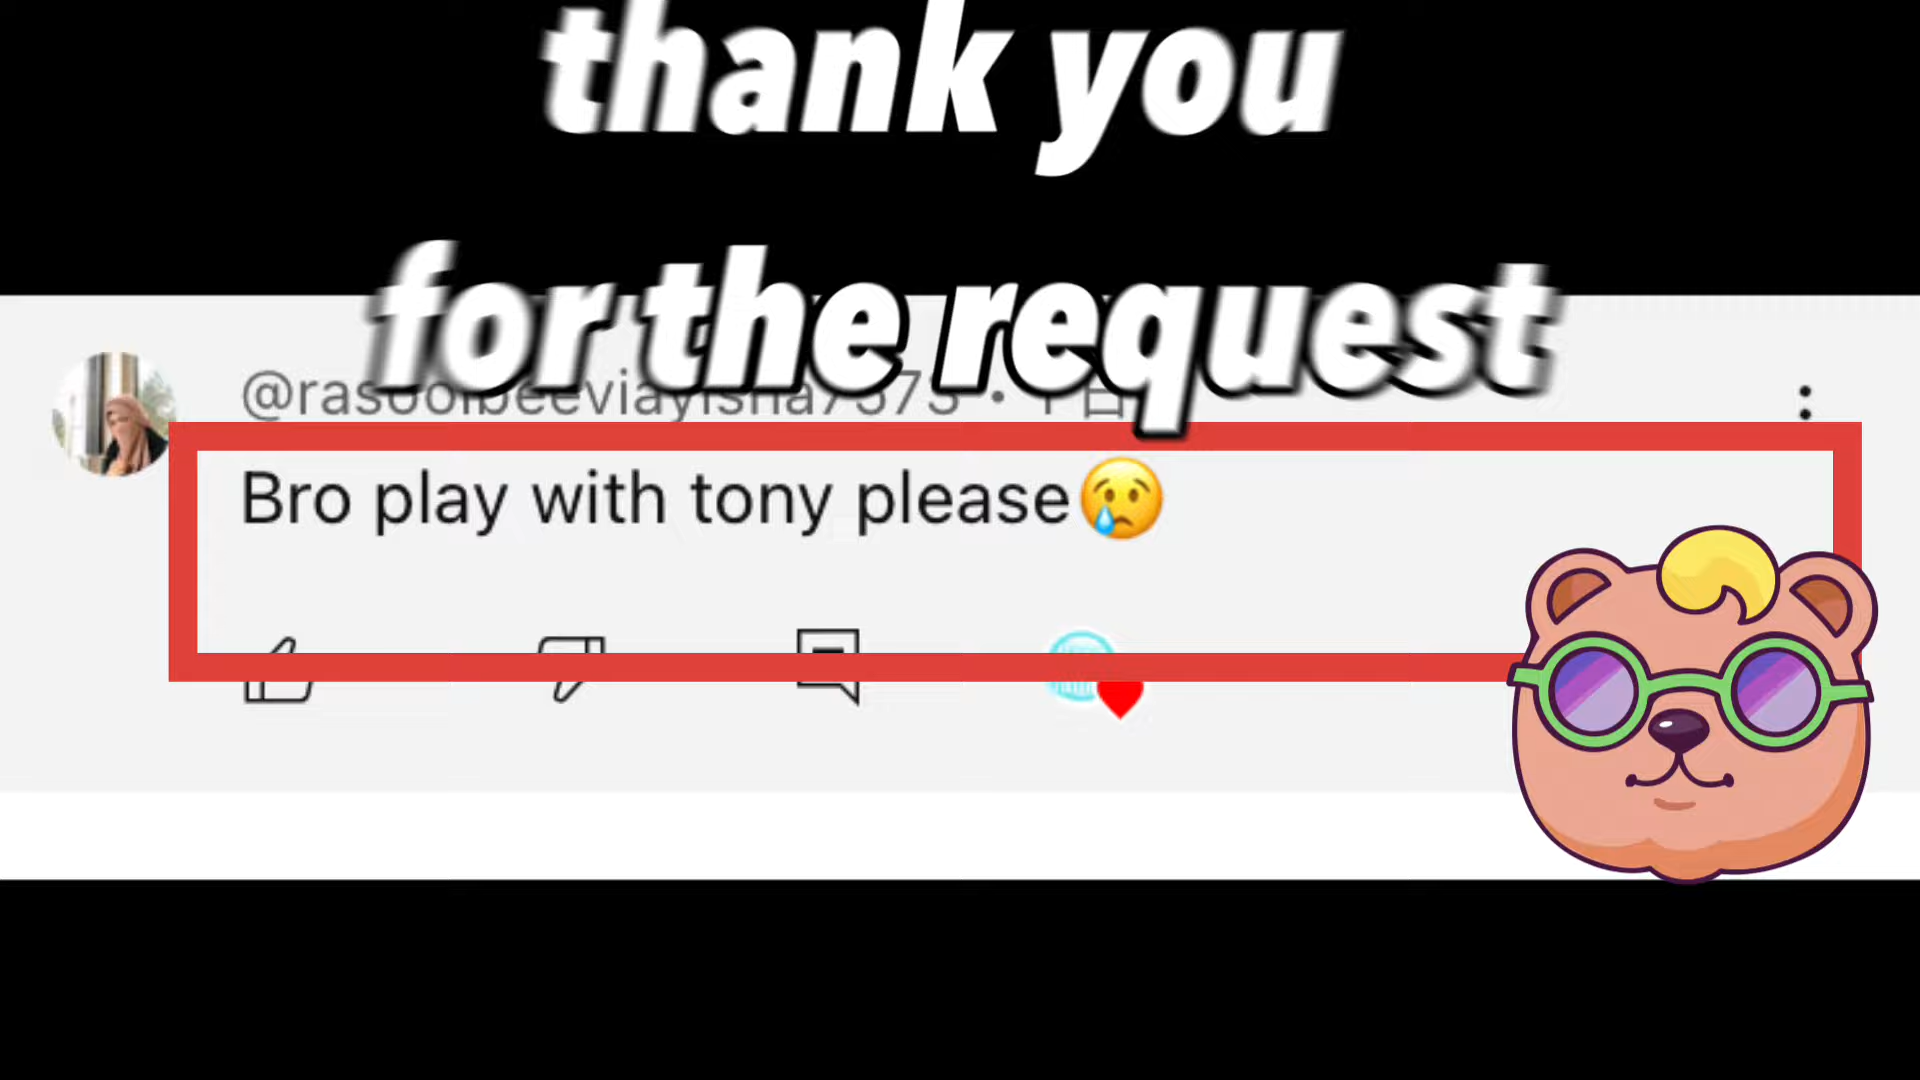 thank you
for the request
Bro play with tony please😢